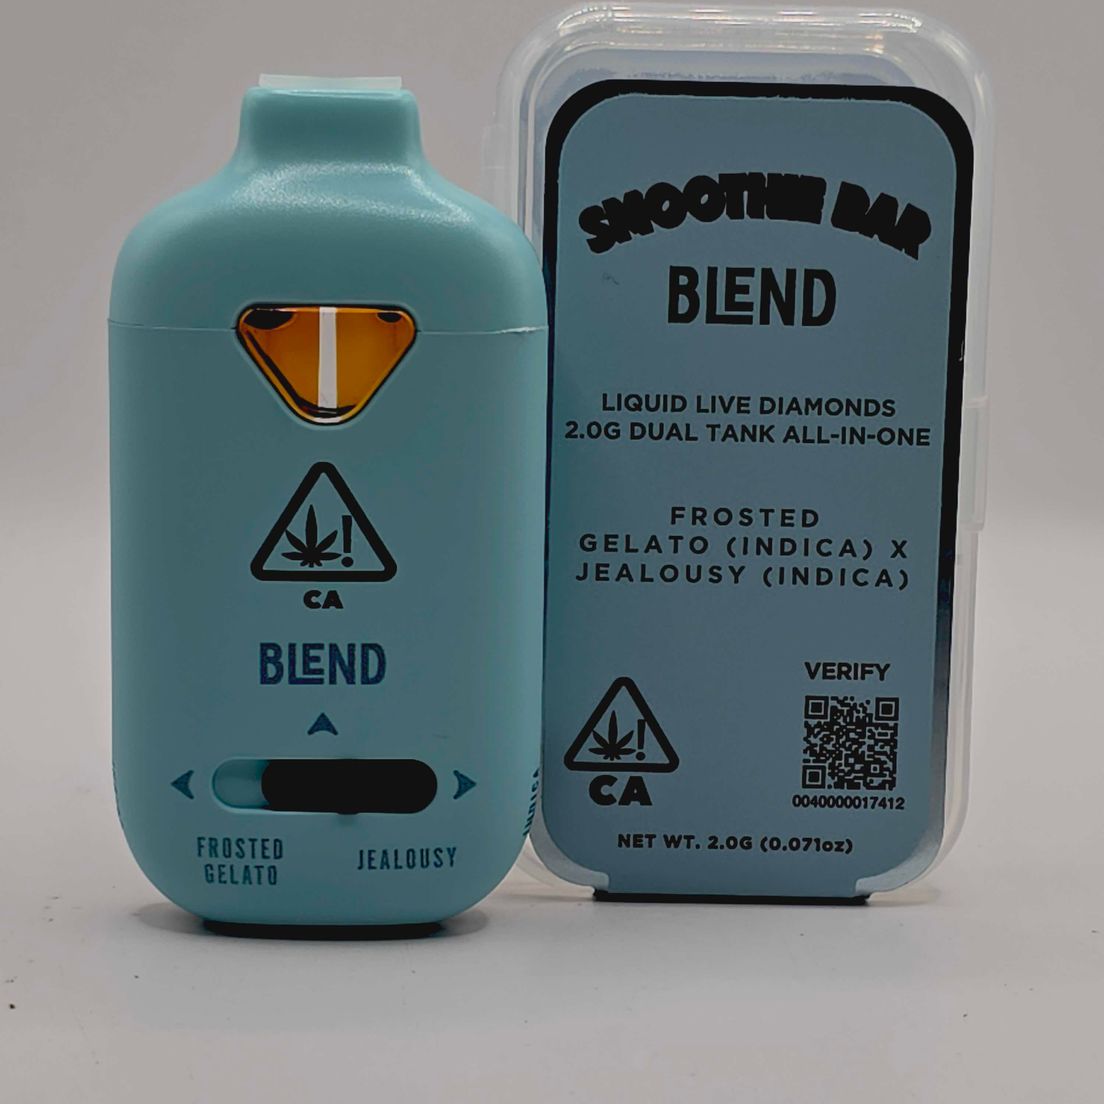 CA
BLEND
FROSTED
GELATO
JEALOUSY
SMOOTHIE BAR
BLEND
LIQUID LIVE DIAMONDS
2.0G DUAL TANK ALL-IN-ONE
FROSTED
GELATO (INDICA) X
JEALOUSY (INDICA)
VERIFY
0040000017412
CA
NET WT. 2.0G (0.071oz)